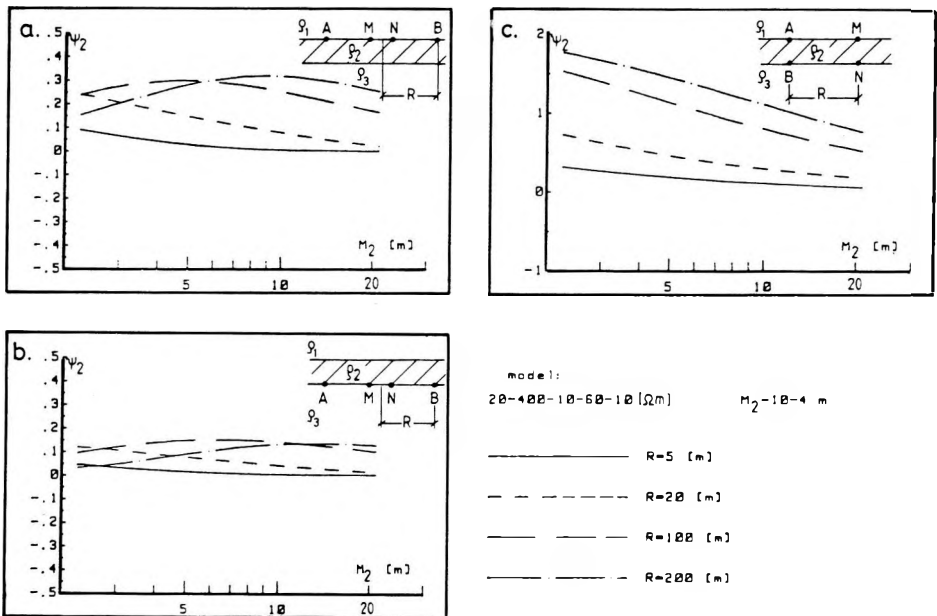 a.
Ψ2
.5
.4
.3
.2
.1
0
-.1
-.2
-.3
-.4
-.5
M2 [m]
5 10 20
ρ1 A M N B
ρ2
ρ3
R
c.
Ψ2
2
1
0
-1
M2 [m]
5 10 20
ρ1 A M
ρ2
ρ3 B N
R
b.
Ψ2
.5
.4
.3
.2
.1
0
-.1
-.2
-.3
-.4
-.5
M2 [m]
5 10 20
ρ1
ρ2
A M N B
ρ3
R
model:
20-400-10-60-10 [Ωm] M2-10-4 m
R=5 [m]
R=20 [m]
R=100 [m]
R=200 [m]